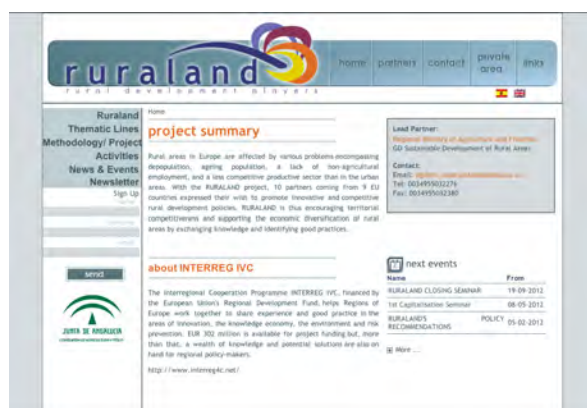 ruraland
rural development players
home
partners
contact
private
area
links
Ruraland
Thematic Lines
Methodology/ Project
Activities
News & Events
Newsletter
Sign Up
send
JUNTA DE ANDALUCIA
Home
project summary
Rural areas in Europe are affected by various problems encompassing
depopulation, ageing population, a lack of non-agricultural
employment, and a less competitive productive sector than in the urban
areas. With the RURALAND project, 10 partners coming from 9 EU
countries expressed their wish to promote innovative and competitive
rural development policies. RURALAND is thus encouraging territorial
competitiveness and supporting the economic diversification of rural
areas by exchanging knowledge and identifying good practices.
about INTERREG IVC
The Interregional Cooperation Programme INTERREG IVC, financed by
the European Union's Regional Development Fund, helps Regions of
Europe work together to share experience and good practice in the
areas of innovation, the knowledge economy, the environment and risk
prevention. EUR 302 million is available for project funding but, more
than that, a wealth of knowledge and potential solutions are also on
hand for regional policy-makers.
http://www.interreg4c.net/
Lead Partner:
Regional Ministry of Agriculture and Fisheries
GD Sustainable Development of Rural Areas
Contact:
Email:
Tel: 0034955032276
Fax: 0034955032380
next events
Name From
RURALAND CLOSING SEMINAR 19-09-2012
1st Capitalisation Seminar 08-05-2012
RURALAND'S POLICY RECOMMENDATIONS 05-02-2012
More ...